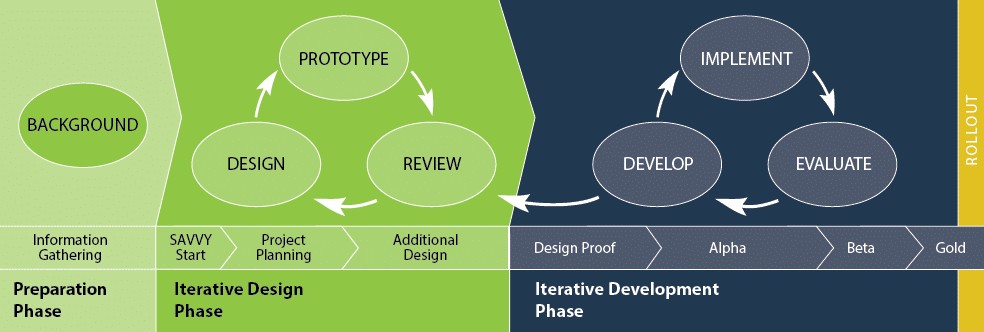 BACKGROUND
PROTOTYPE
DESIGN
REVIEW
IMPLEMENT
DEVELOP
EVALUATE
ROLLOUT
Information
Gathering
SAVVY
Start
Project
Planning
Additional
Design
Design Proof
Alpha
Beta
Gold
Preparation
Phase
Iterative Design
Phase
Iterative Development
Phase